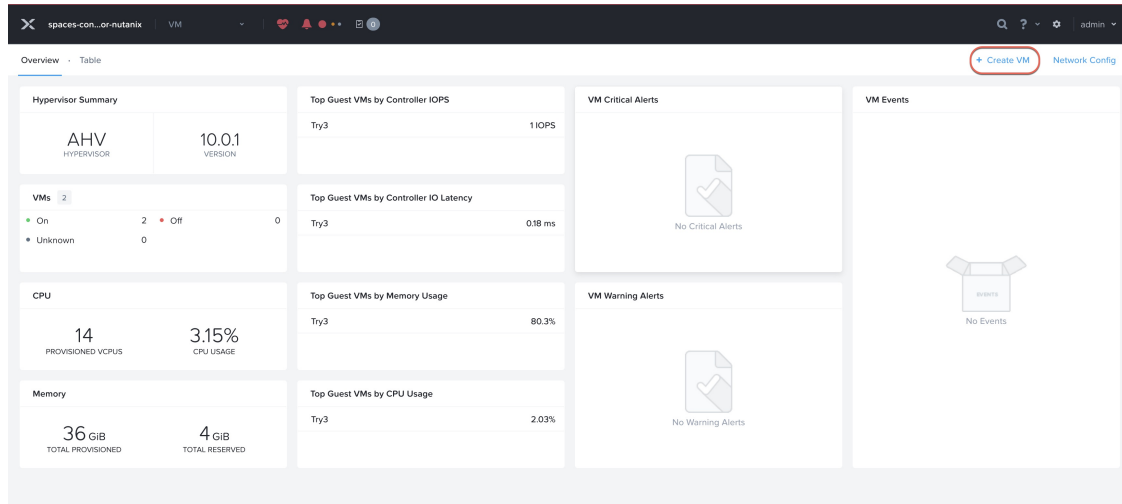 spaces-con...or-nutanix VM 0 ? admin
Overview · Table + Create VM Network Config
Hypervisor Summary
AHV
HYPERVISOR
10.0.1
VERSION
VMs 2
On 2 Off 0
Unknown 0
CPU
14
PROVISIONED VCPUS
3.15%
CPU USAGE
Memory
36 GiB
TOTAL PROVISIONED
4 GiB
TOTAL RESERVED
Top Guest VMs by Controller IOPS
Try3 1 IOPS
Top Guest VMs by Controller IO Latency
Try3 0.18 ms
Top Guest VMs by Memory Usage
Try3 80.3%
Top Guest VMs by CPU Usage
Try3 2.03%
VM Critical Alerts
No Critical Alerts
VM Warning Alerts
No Warning Alerts
VM Events
EVENTS
No Events